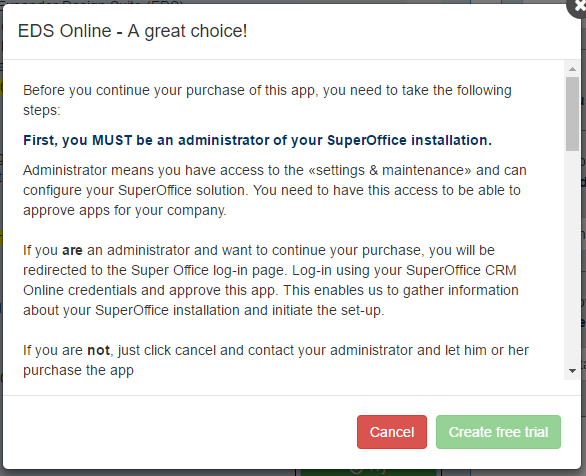 EDS Online - A great choice!
Before you continue your purchase of this app, you need to take the following
steps:
First, you MUST be an administrator of your SuperOffice installation.
Administrator means you have access to the «settings & maintenance» and can
configure your SuperOffice solution. You need to have this access to be able to
approve apps for your company.
If you are an administrator and want to continue your purchase, you will be
redirected to the Super Office log-in page. Log-in using your SuperOffice CRM
Online credentials and approve this app. This enables us to gather information
about your SuperOffice installation and initiate the set-up.
If you are not, just click cancel and contact your administrator and let him or her
purchase the app
Cancel
Create free trial